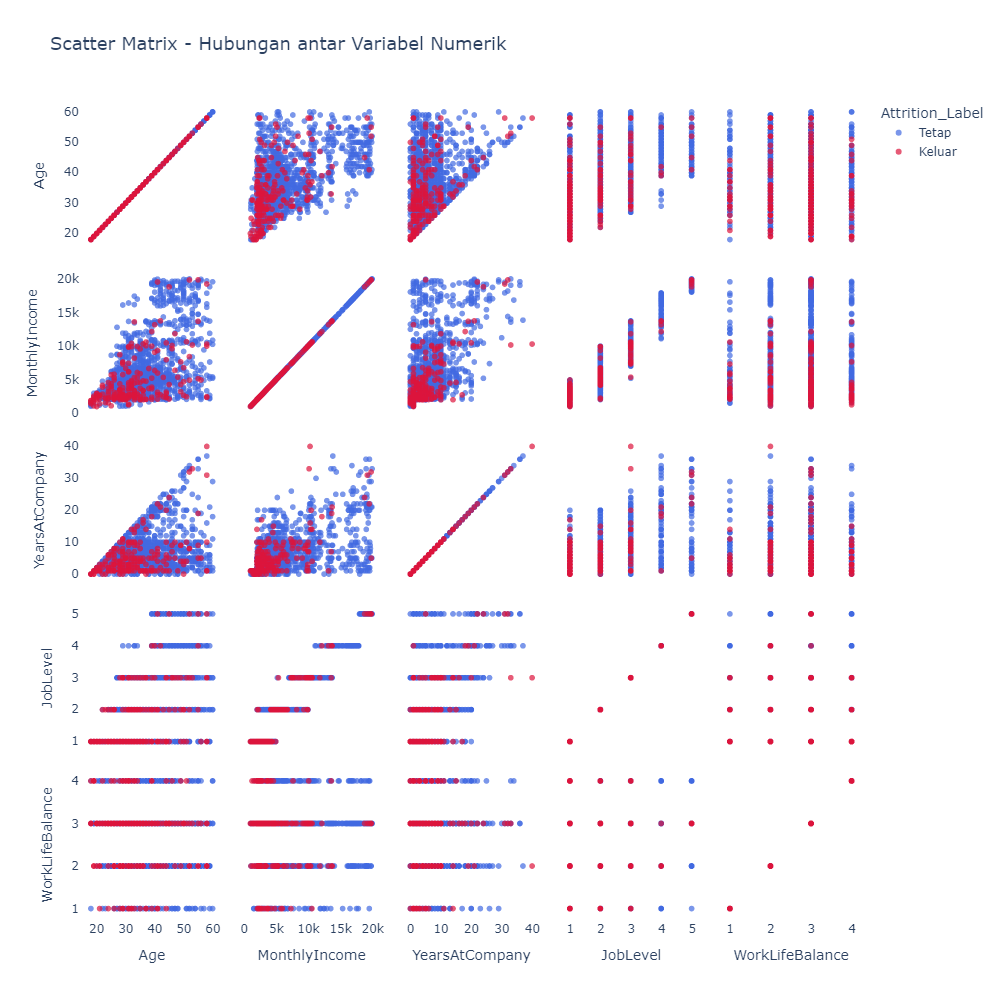 Scatter Matrix - Hubungan antar Variabel Numerik
Attrition_Label
Tetap
Keluar
60
50
40
30
20
Age
20k
15k
10k
5k
0
MonthlyIncome
40
30
20
10
0
YearsAtCompany
5
4
3
2
1
JobLevel
4
3
2
1
WorkLifeBalance
20 30 40 50 60
0 5k 10k 15k 20k
0 10 20 30 40
1 2 3 4 5
1 2 3 4
Age
MonthlyIncome
YearsAtCompany
JobLevel
WorkLifeBalance